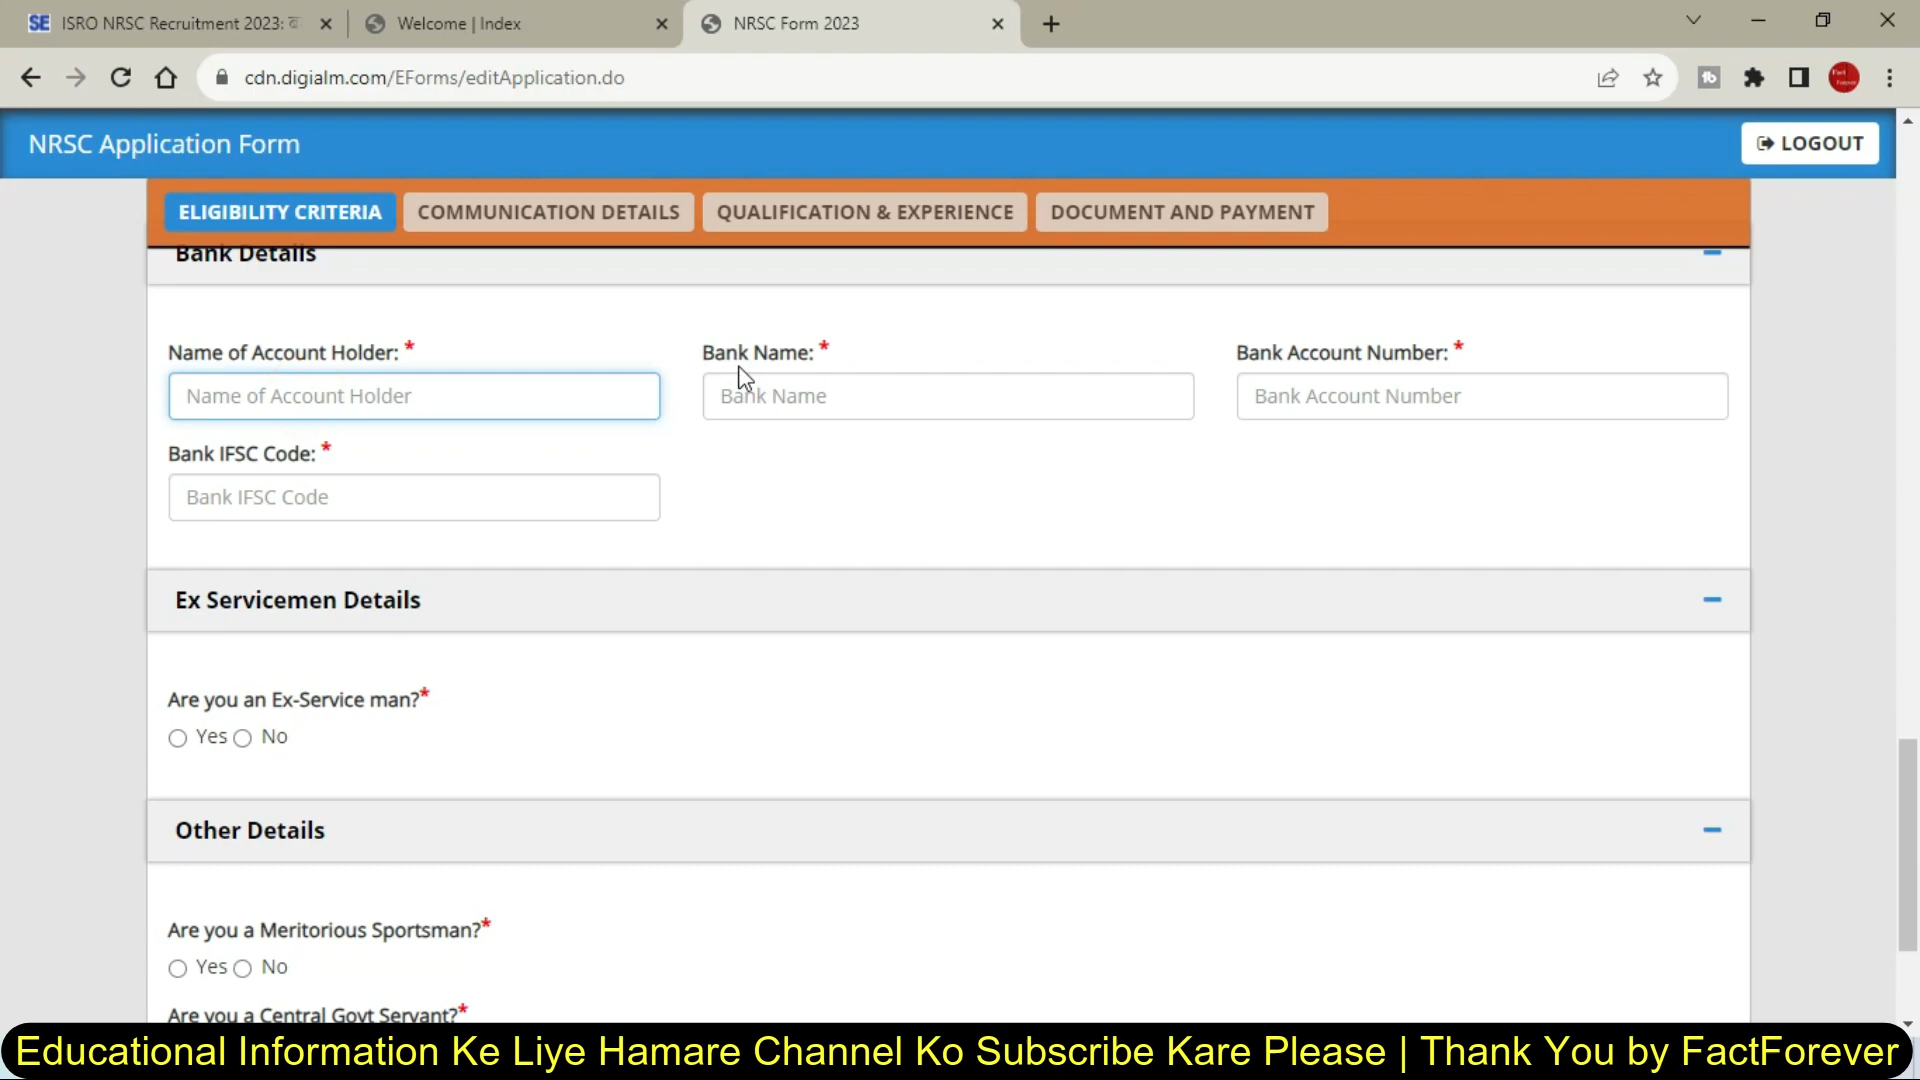 SE ISRO NRSC Recruitment 2023:
Welcome | Index
NRSC Form 2023
cdn.digialm.com/EForms/editApplication.do
NRSC Application Form
LOGOUT
ELIGIBILITY CRITERIA
COMMUNICATION DETAILS
QUALIFICATION & EXPERIENCE
DOCUMENT AND PAYMENT
Bank Details
Name of Account Holder: *
Bank Name: *
Bank Account Number: *
Name of Account Holder
Bank Name
Bank Account Number
Bank IFSC Code: *
Bank IFSC Code
Ex Servicemen Details
Are you an Ex-Service man?*
Yes No
Other Details
Are you a Meritorious Sportsman?*
Yes No
Are you a Central Govt Servant?*
Educational Information Ke Liye Hamare Channel Ko Subscribe Kare Please | Thank You by FactForever